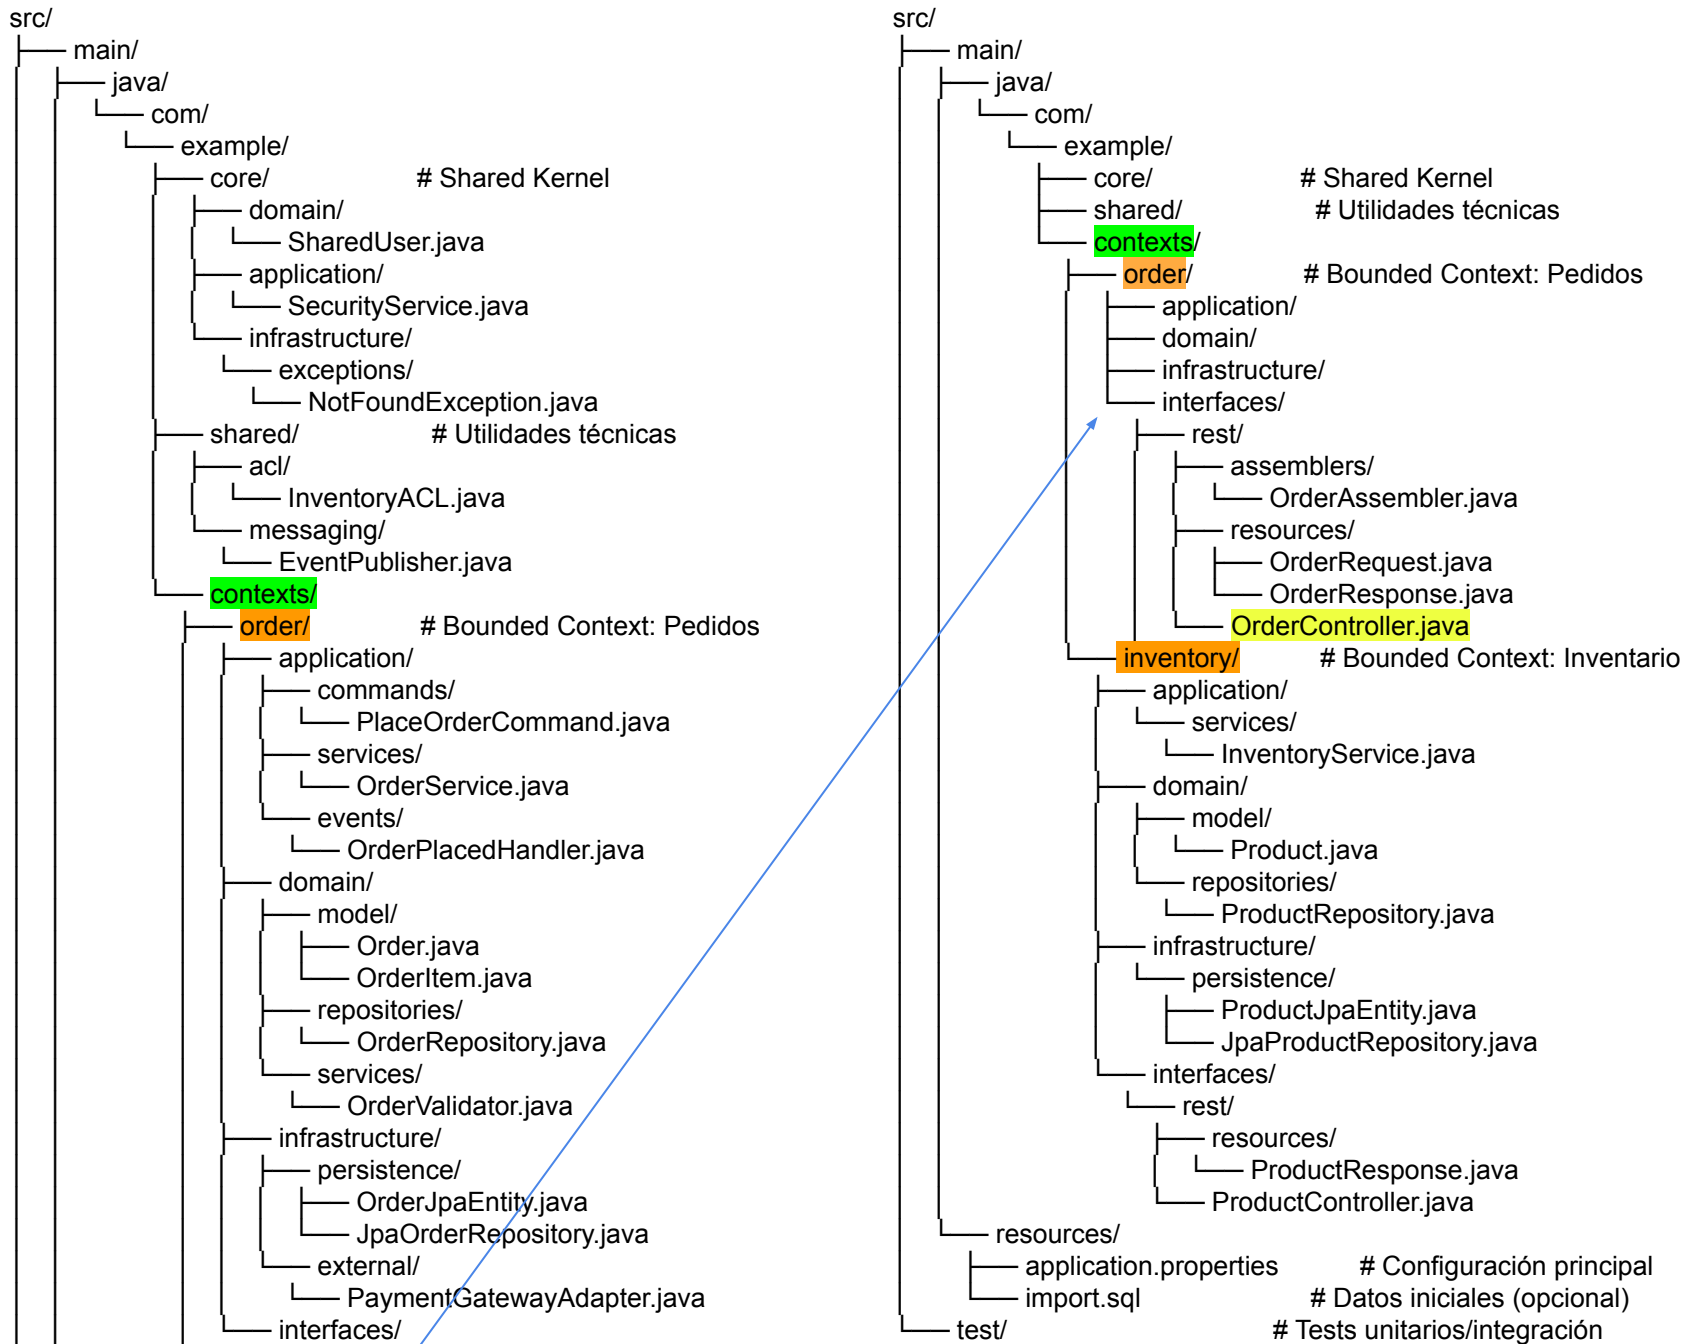 src/
main/
java/
com/
example/
core/ # Shared Kernel
domain/
SharedUser.java
application/
SecurityService.java
infrastructure/
exceptions/
NotFoundException.java
shared/ # Utilidades técnicas
acl/
InventoryACL.java
messaging/
EventPublisher.java
contexts/
order/ # Bounded Context: Pedidos
application/
commands/
PlaceOrderCommand.java
services/
OrderService.java
events/
OrderPlacedHandler.java
domain/
model/
Order.java
OrderItem.java
repositories/
OrderRepository.java
services/
OrderValidator.java
infrastructure/
persistence/
OrderJpaEntity.java
JpaOrderRepository.java
external/
PaymentGatewayAdapter.java
interfaces/
src/
main/
java/
com/
example/
core/ # Shared Kernel
shared/ # Utilidades técnicas
contexts/
order/ # Bounded Context: Pedidos
application/
domain/
infrastructure/
interfaces/
rest/
assemblers/
OrderAssembler.java
resources/
OrderRequest.java
OrderResponse.java
OrderController.java
inventory/ # Bounded Context: Inventario
application/
services/
InventoryService.java
domain/
model/
Product.java
repositories/
ProductRepository.java
infrastructure/
persistence/
ProductJpaEntity.java
JpaProductRepository.java
interfaces/
rest/
resources/
ProductResponse.java
ProductController.java
resources/
application.properties # Configuración principal
import.sql # Datos iniciales (opcional)
test/ # Tests unitarios/integración